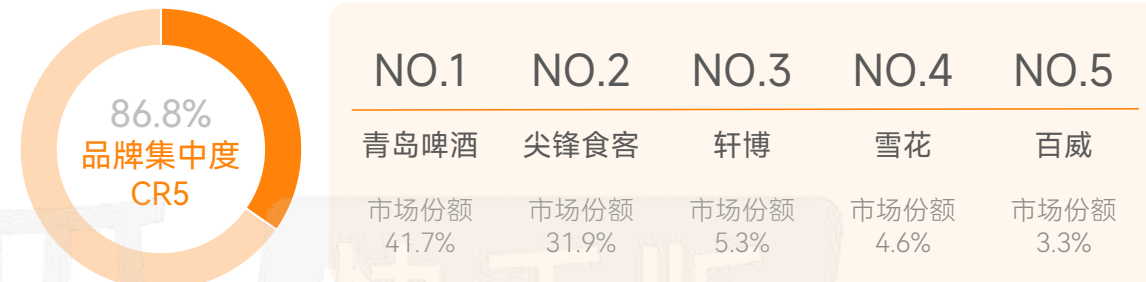 86.8%
品牌集中度
CR5
NO.1 NO.2 NO.3 NO.4 NO.5
青岛啤酒 尖锋食客 轩博 雪花 百威
市场份额 市场份额 市场份额 市场份额 市场份额
41.7% 31.9% 5.3% 4.6% 3.3%